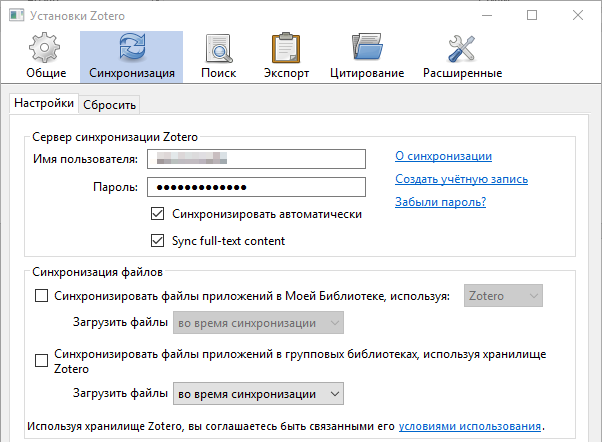 Установки Zotero
Общие Синхронизация Поиск Экспорт Цитирование Расширенные
Настройки Сбросить
Сервер синхронизации Zotero
Имя пользователя: О синхронизации
Пароль: ●●●●●●●●●●●●● Создать учётную запись
Забыли пароль?
Синхронизировать автоматически
Sync full-text content
Синхронизация файлов
Синхронизировать файлы приложений в Моей Библиотеке, используя: Zotero
Загрузить файлы во время синхронизации
Синхронизировать файлы приложений в групповых библиотеках, используя хранилище
Zotero
Загрузить файлы во время синхронизации
Используя хранилище Zotero, вы соглашаетесь быть связанными его условиями использования.